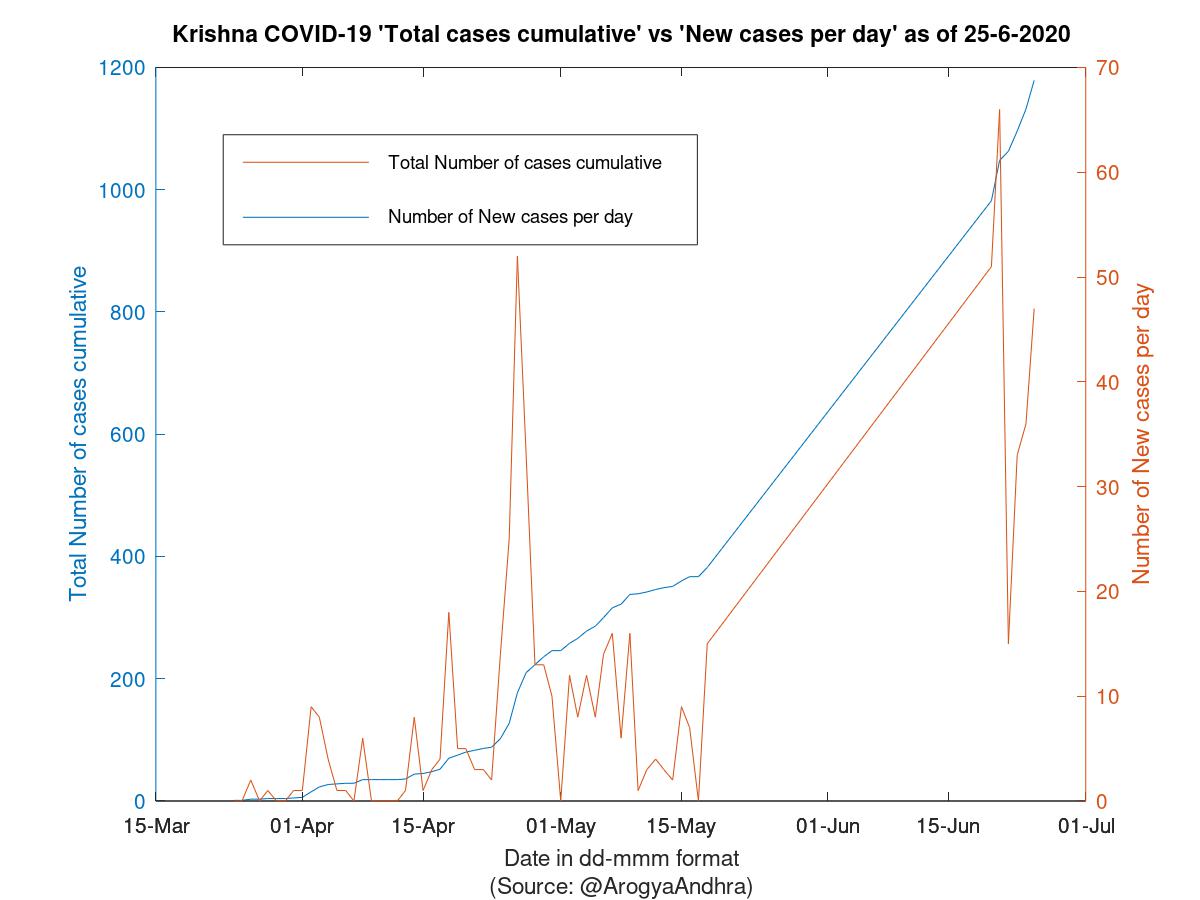 Krishna COVID-19 'Total cases cumulative' vs 'New cases per day' as of 25-6-2020
1200
1000
800
600
400
200
0
Total Number of cases cumulative
Total Number of cases cumulative
Number of New cases per day
70
60
50
40
30
20
10
0
Number of New cases per day
15-Mar 01-Apr 15-Apr 01-May 15-May 01-Jun 15-Jun 01-Jul
Date in dd-mmm format
(Source: @ArogyaAndhra)